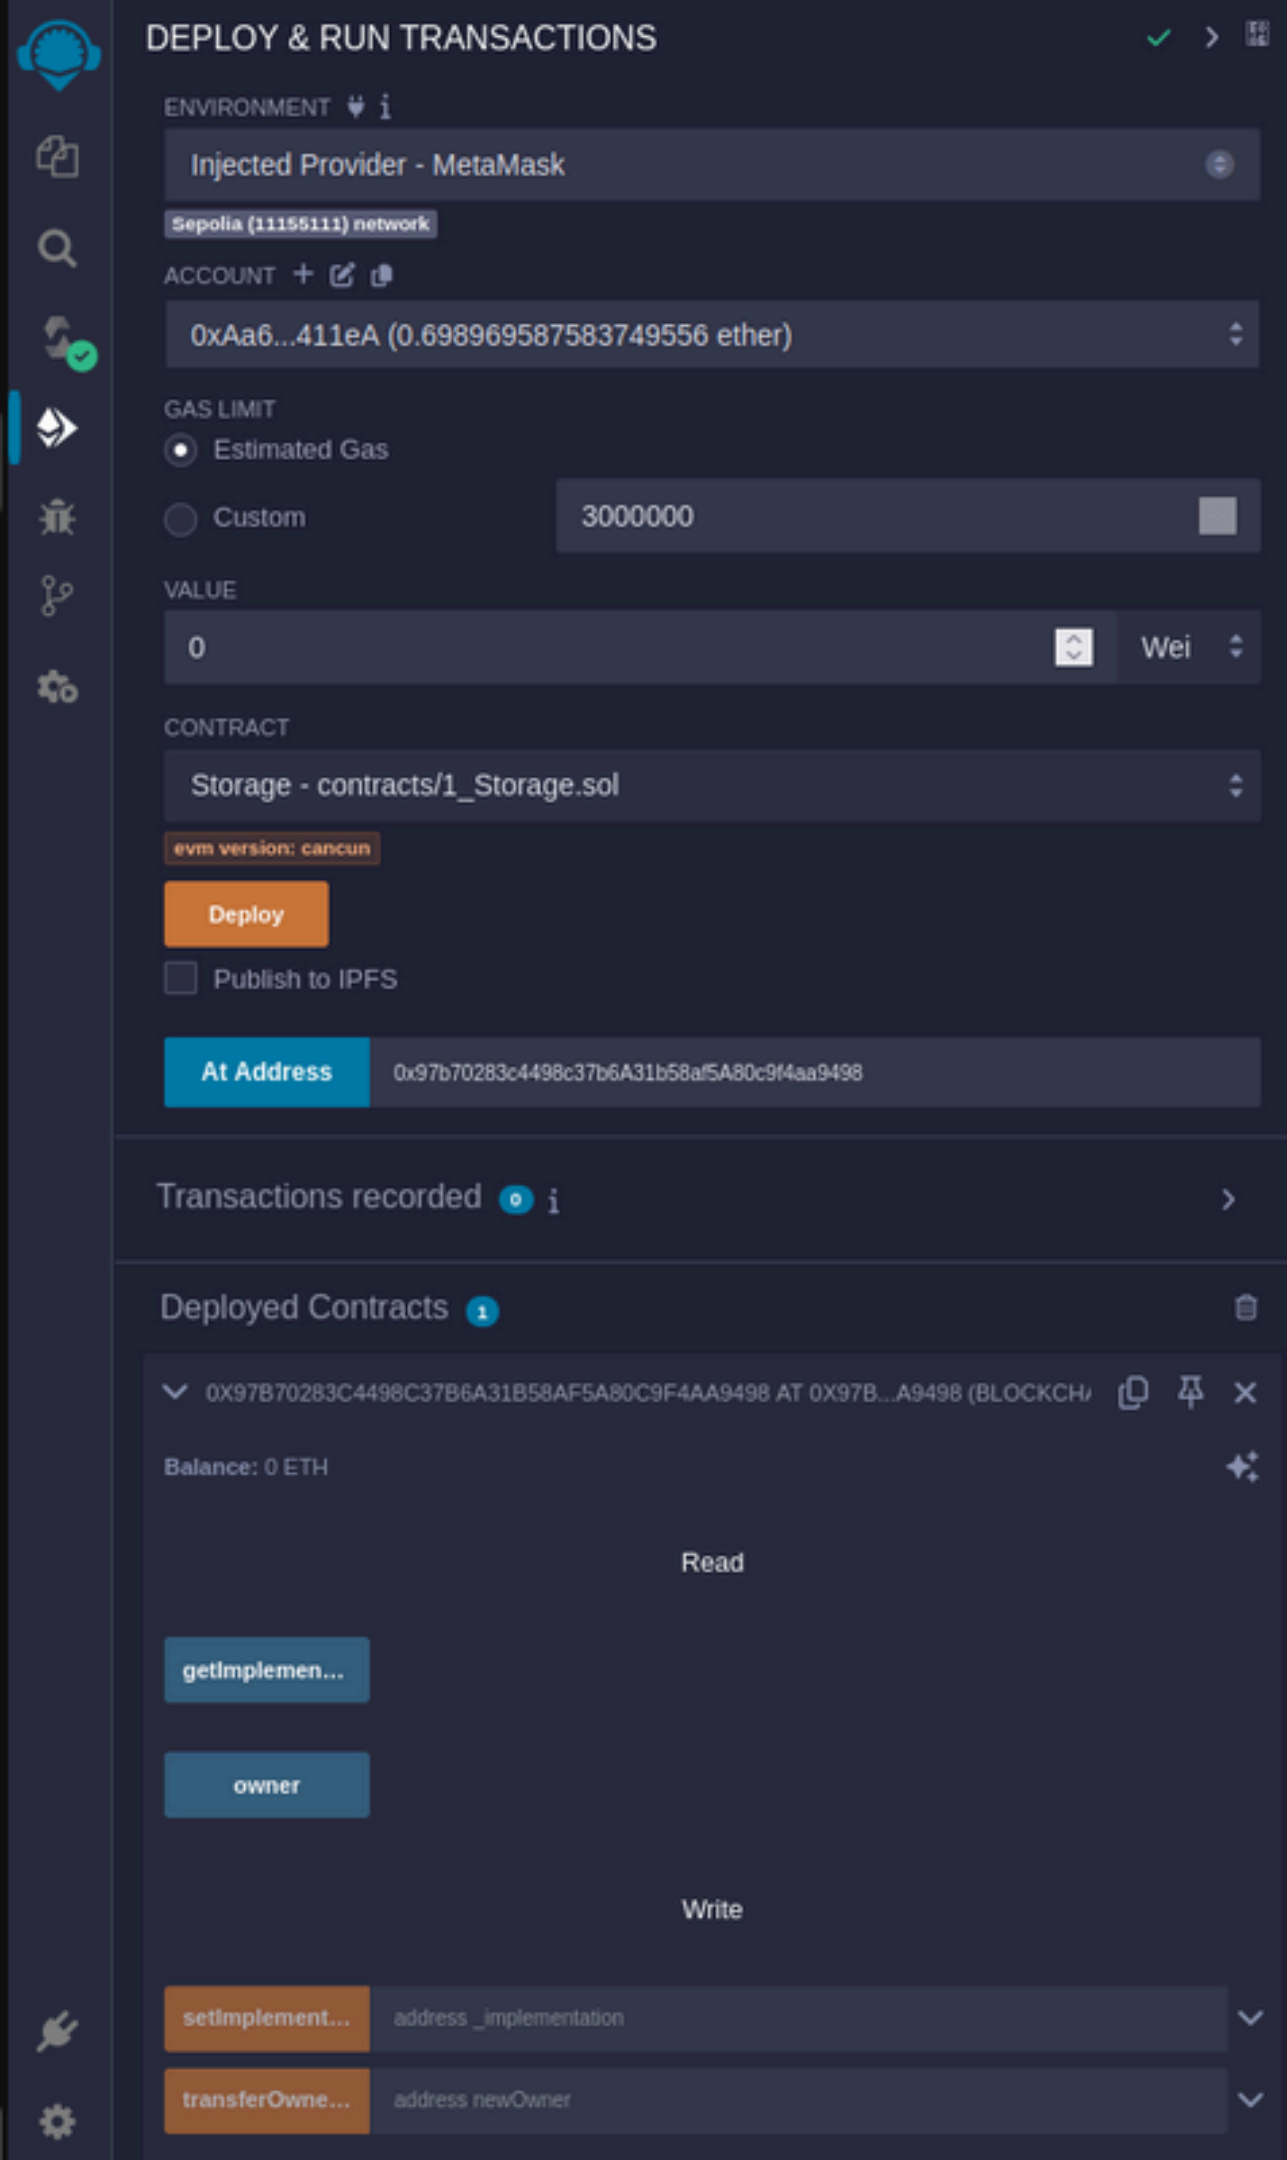 DEPLOY & RUN TRANSACTIONS
ENVIRONMENT
Injected Provider - MetaMask
Sepolia (11155111) network
ACCOUNT
0xAa6...411eA (0.698969587583749556 ether)
GAS LIMIT
Estimated Gas
Custom
3000000
VALUE
0
Wei
CONTRACT
Storage - contracts/1_Storage.sol
evm version: cancun
Deploy
Publish to IPFS
At Address
0x97b70283c4498c37b6A31b58af5A80c9f4aa9498
Transactions recorded 0
Deployed Contracts 1
0X97B70283C4498C37B6A31B58AF5A80C9F4AA9498 AT 0X97B...A9498 (BLOCKCHA
Balance: 0 ETH
Read
getImplemen...
owner
Write
setImplement...
address _implementation
transferOwne...
address newOwner